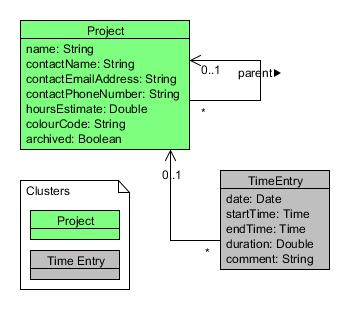 Project
name: String
contactName: String
contactEmailAddress: String
contactPhoneNumber: String
hoursEstimate: Double
colourCode: String
archived: Boolean
0..1
parent▶
*
0..1
*
TimeEntry
date: Date
startTime: Time
endTime: Time
duration: Double
comment: String
Clusters
Project
Time Entry